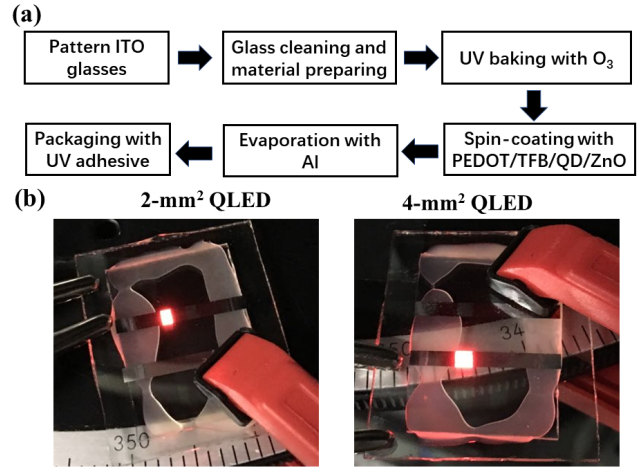 (a)
Pattern ITO
glasses
Glass cleaning and
material preparing
UV baking with O₃
Spin-coating with
PEDOT/TFB/QD/ZnO
Evaporation with
Al
Packaging with
UV adhesive
(b)
2-mm² QLED
4-mm² QLED
350
34